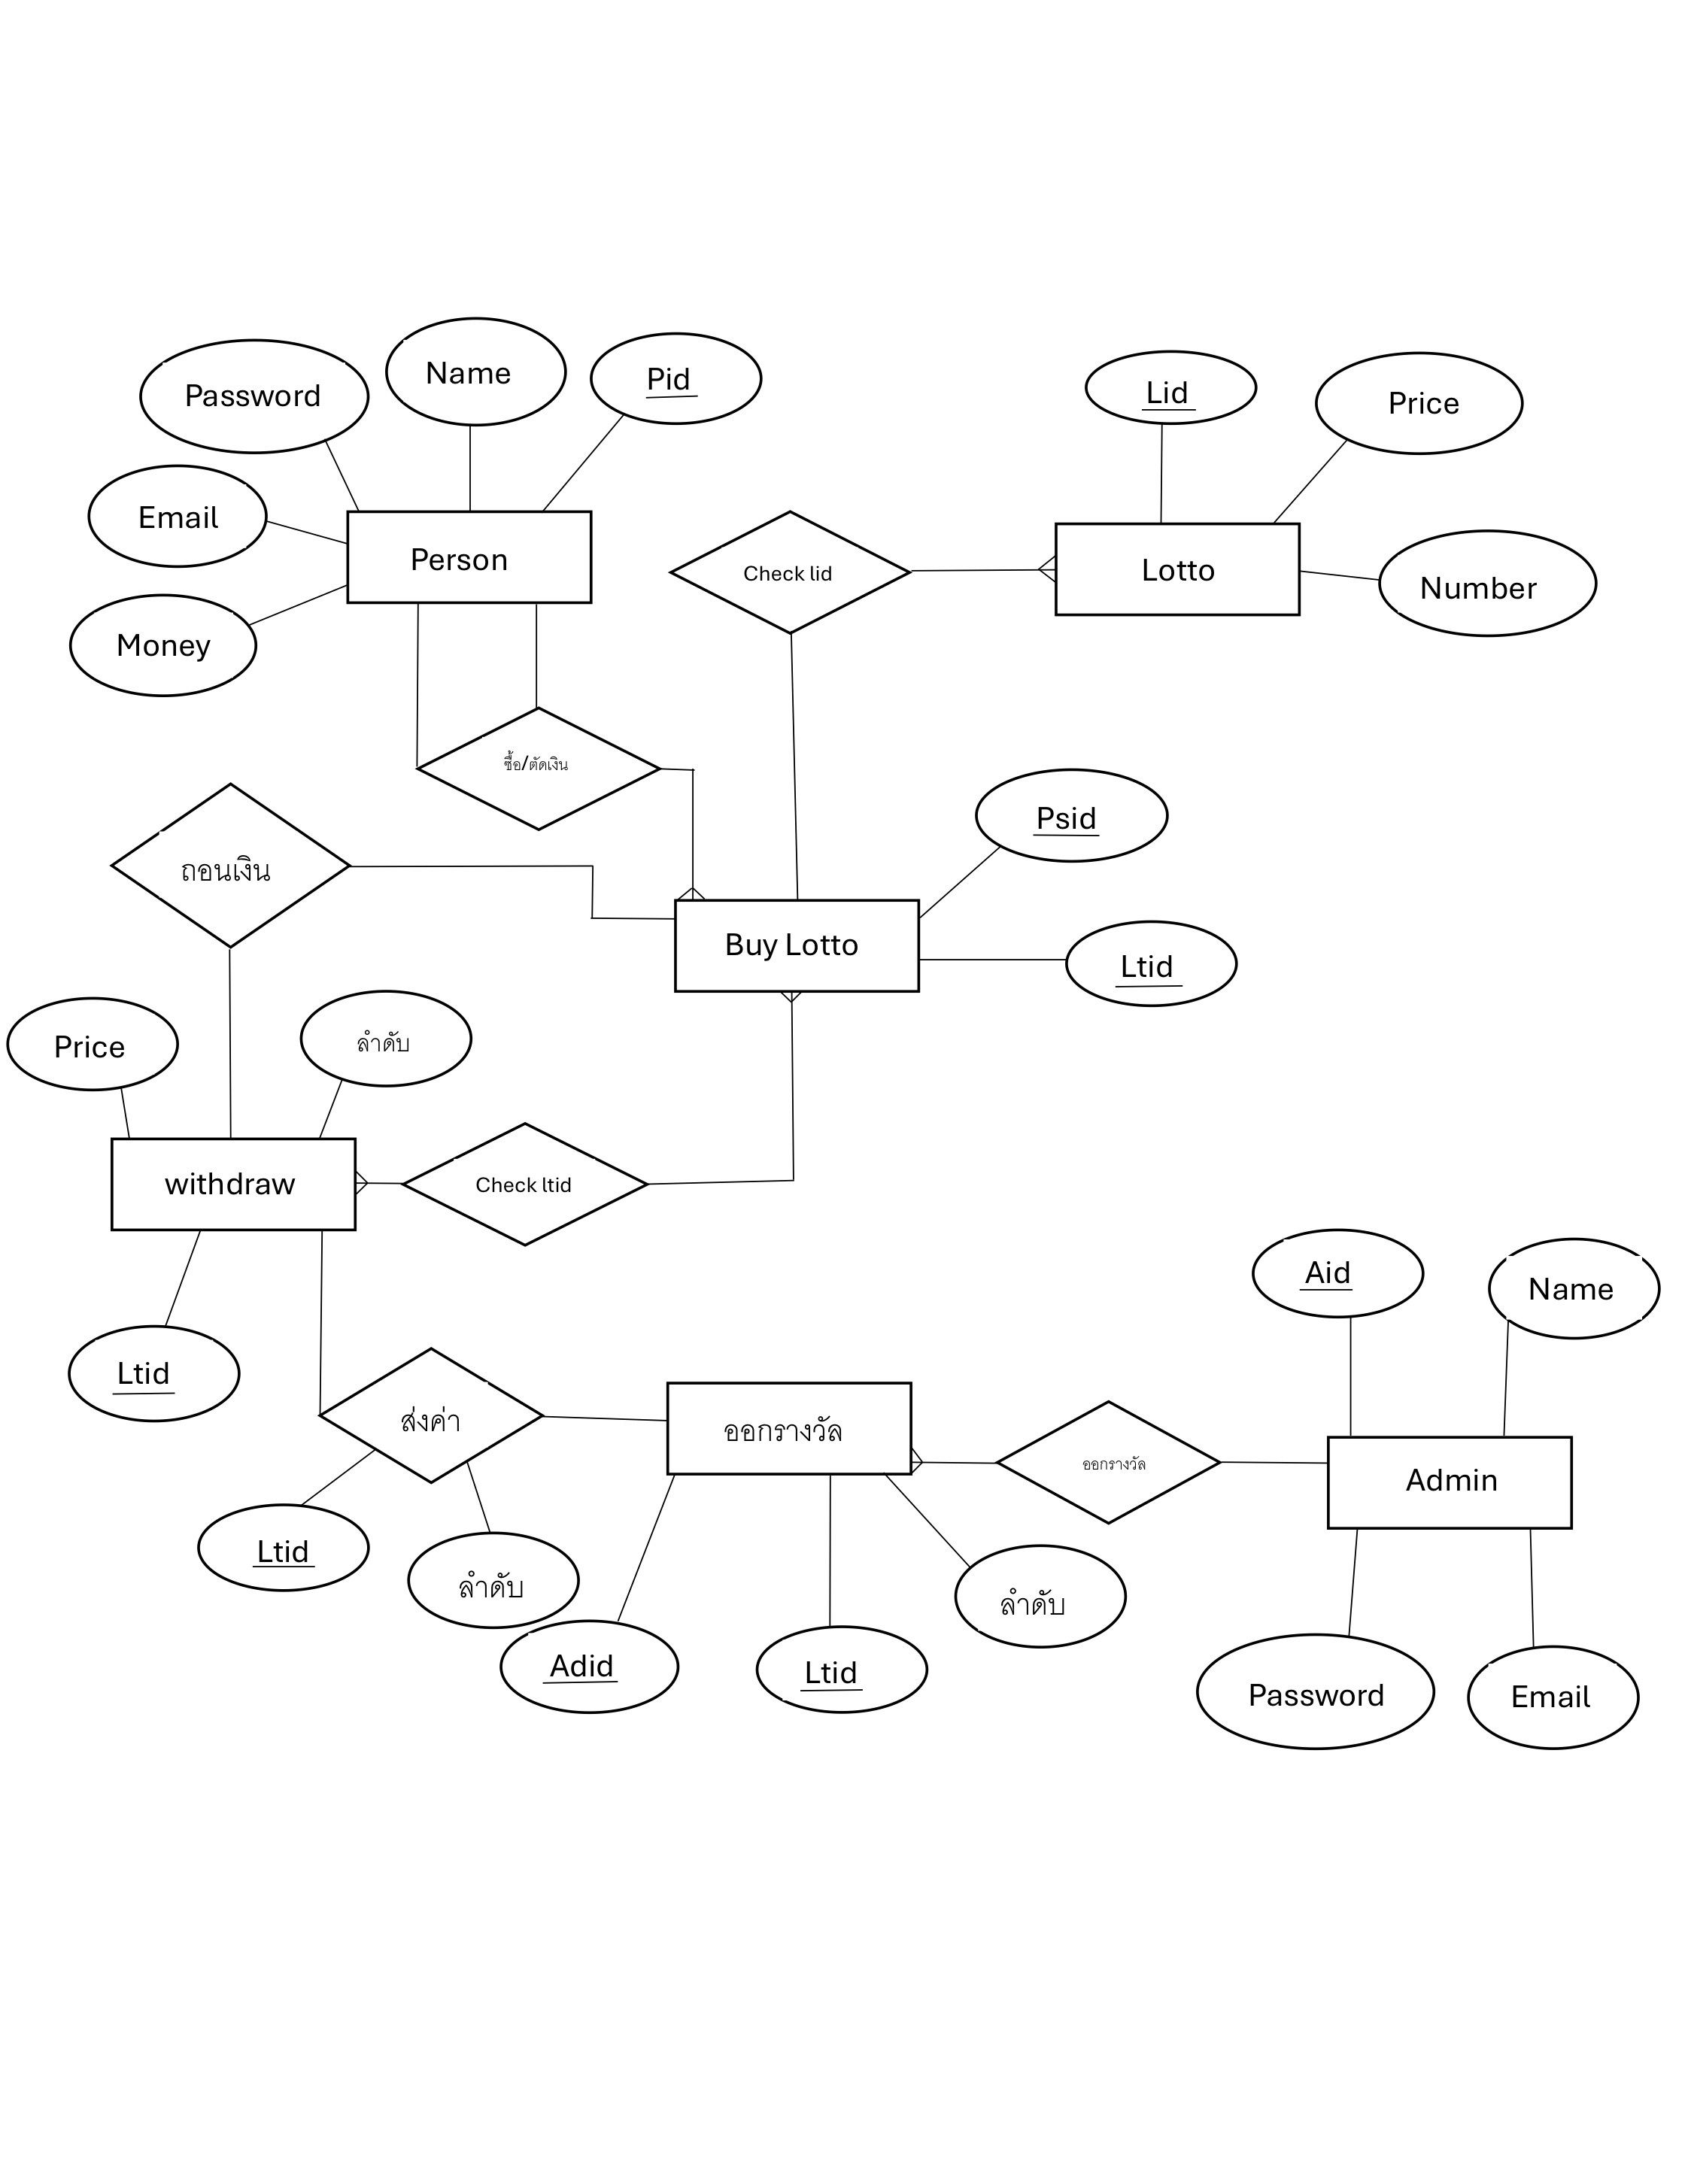 Name
Pid
Password
Lid
Price
Email
Person
Check lid
Lotto
Number
Money
ซื้อ/ตัดเงิน
Psid
ถอนเงิน
Buy Lotto
Ltid
Price
ลำดับ
withdraw
Check ltid
Aid
Name
Ltid
ส่งค่า
ออกรางวัล
ออกรางวัล
Admin
Ltid
ลำดับ
ลำดับ
Adid
Ltid
Password
Email